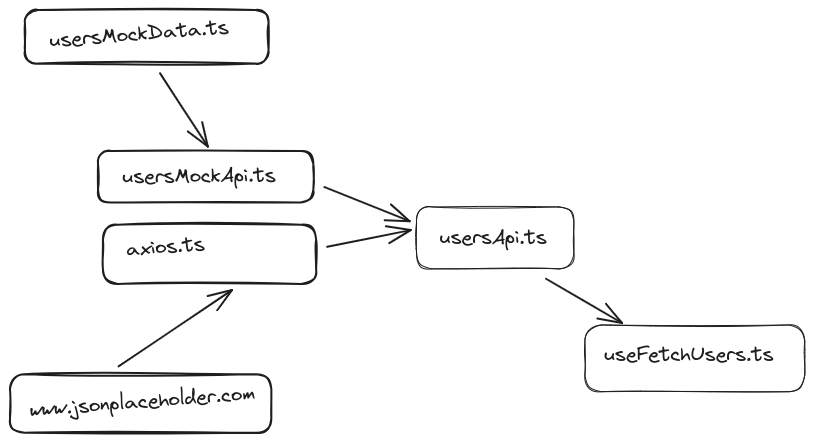 usersMockData.ts
usersMockApi.ts
axios.ts
usersApi.ts
useFetchUsers.ts
www.jsonplaceholder.com